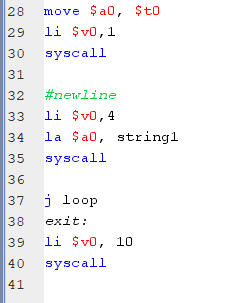 28 move $a0, $t0
29 li $v0,1
30 syscall
31
32 #newline
33 li $v0,4
34 la $a0, string1
35 syscall
36
37 j loop
38 exit:
39 li $v0, 10
40 syscall
41